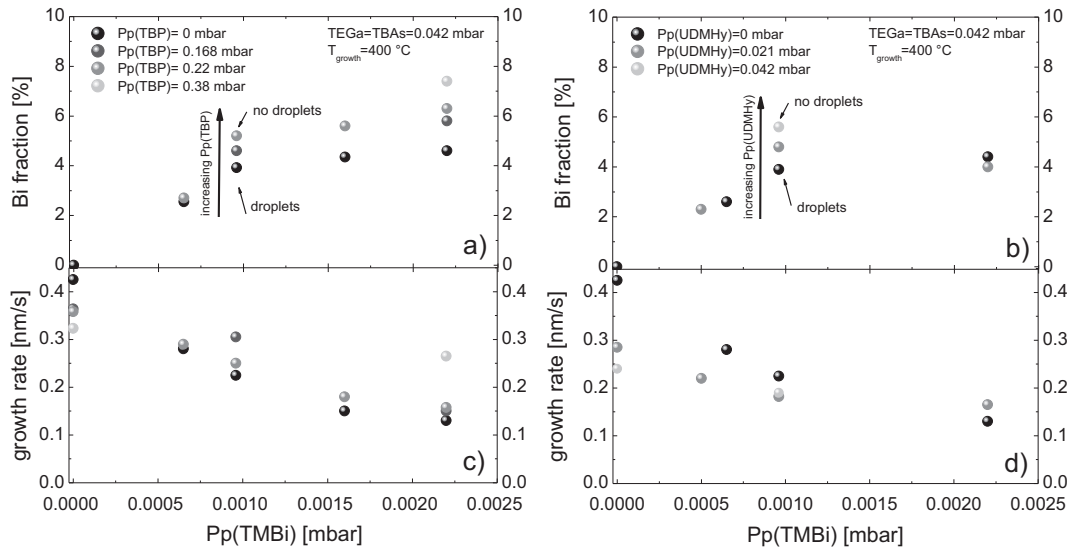 10
8
6
4
2
0
Bi fraction [%]
Pp(TBP)= 0 mbar
Pp(TBP)= 0.168 mbar
Pp(TBP)= 0.22 mbar
Pp(TBP)= 0.38 mbar
TEGa=TBAs=0.042 mbar
T growth=400 °C
increasing Pp(TBP)
no droplets
droplets
a)
10
8
6
4
2
0
0.4
0.3
0.2
0.1
0.0
growth rate [nm/s]
c)
0.4
0.3
0.2
0.1
0.0
0.0000 0.0005 0.0010 0.0015 0.0020 0.0025
Pp(TMBi) [mbar]
10
8
6
4
2
0
Bi fraction [%]
Pp(UDMHy)=0 mbar
Pp(UDMHy)=0.021 mbar
Pp(UDMHy)=0.042 mbar
TEGa=TBAs=0.042 mbar
T growth=400 °C
increasing Pp(UDMHy)
no droplets
droplets
b)
10
8
6
4
2
0
0.4
0.3
0.2
0.1
0.0
growth rate [nm/s]
d)
0.4
0.3
0.2
0.1
0.0
0.0000 0.0005 0.0010 0.0015 0.0020 0.0025
Pp(TMBi) [mbar]